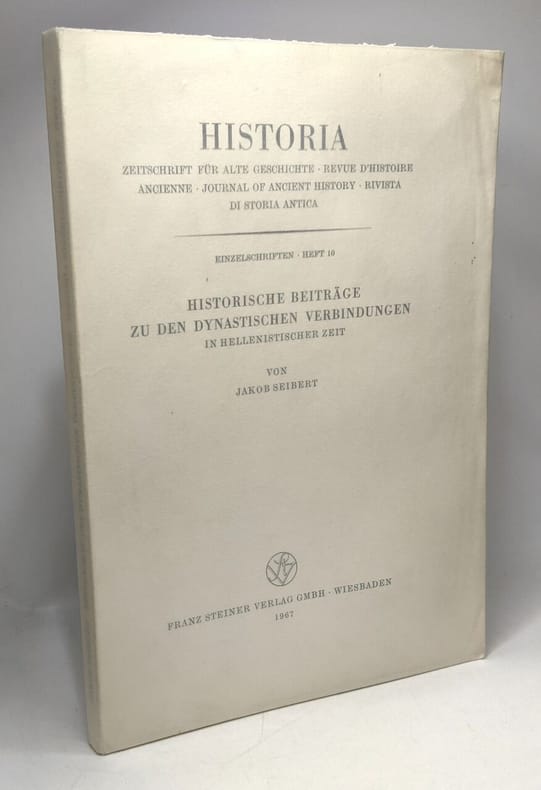 HISTORIA
ZEITSCHRIFT FÜR ALTE GESCHICHTE · REVUE D'HISTOIRE
ANCIENNE · JOURNAL OF ANCIENT HISTORY · RIVISTA
DI STORIA ANTICA
EINZELSCHRIFTEN · HEFT 10
HISTORISCHE BEITRÄGE
ZU DEN DYNASTISCHEN VERBINDUNGEN
IN HELLENISTISCHER ZEIT
VON
JAKOB SEIBERT
FRANZ STEINER VERLAG GMBH · WIESBADEN
1967